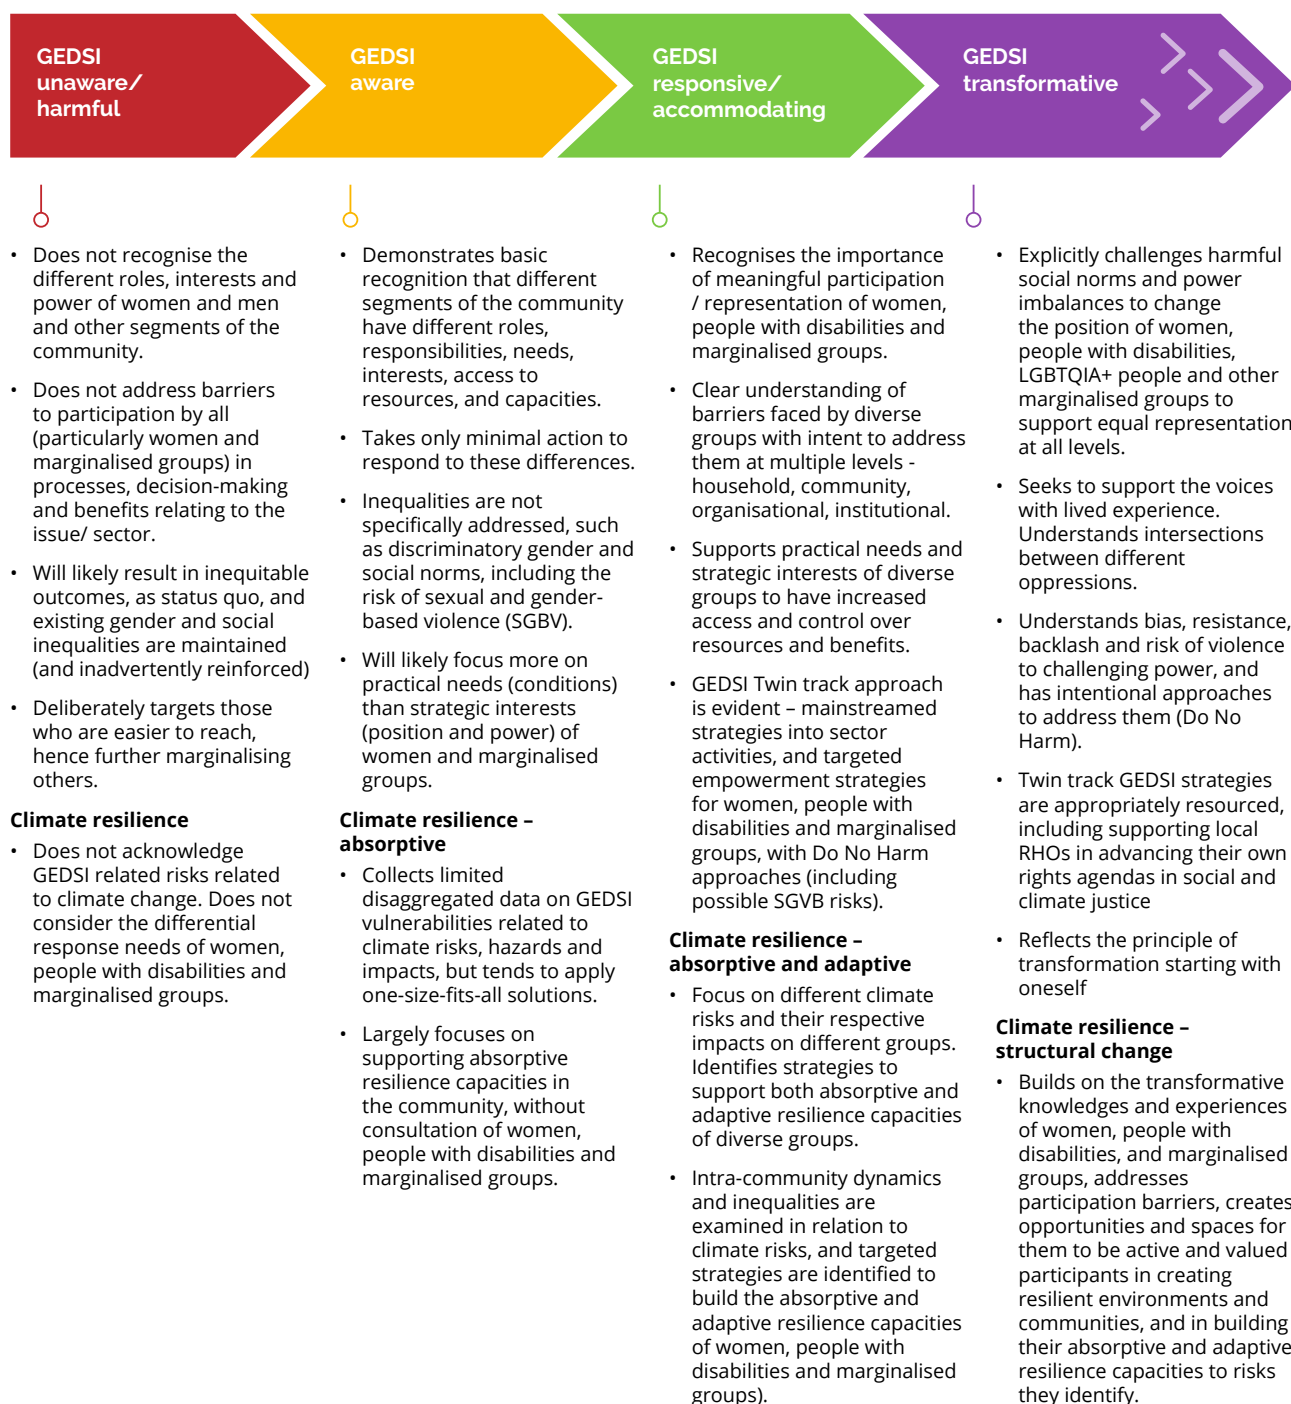 GEDSI
unaware/
harmful
GEDSI
aware
GEDSI
responsive/
accommodating
GEDSI
transformative
• Does not recognise the
different roles, interests and
power of women and men
and other segments of the
community.
• Does not address barriers
to participation by all
(particularly women and
marginalised groups) in
processes, decision-making
and benefits relating to the
issue/ sector.
• Will likely result in inequitable
outcomes, as status quo, and
existing gender and social
inequalities are maintained
(and inadvertently reinforced)
• Deliberately targets those
who are easier to reach,
hence further marginalising
others.
Climate resilience
• Does not acknowledge
GEDSI related risks related
to climate change. Does not
consider the differential
response needs of women,
people with disabilities and
marginalised groups.
• Demonstrates basic
recognition that different
segments of the community
have different roles,
responsibilities, needs,
interests, access to
resources, and capacities.
• Takes only minimal action to
respond to these differences.
• Inequalities are not
specifically addressed, such
as discriminatory gender and
social norms, including the
risk of sexual and gender-
based violence (SGBV).
• Will likely focus more on
practical needs (conditions)
than strategic interests
(position and power) of
women and marginalised
groups.
Climate resilience –
absorptive
• Collects limited
disaggregated data on GEDSI
vulnerabilities related to
climate risks, hazards and
impacts, but tends to apply
one-size-fits-all solutions.
• Largely focuses on
supporting absorptive
resilience capacities in
the community, without
consultation of women,
people with disabilities and
marginalised groups.
• Recognises the importance
of meaningful participation
/ representation of women,
people with disabilities and
marginalised groups.
• Clear understanding of
barriers faced by diverse
groups with intent to address
them at multiple levels -
household, community,
organisational, institutional.
• Supports practical needs and
strategic interests of diverse
groups to have increased
access and control over
resources and benefits.
• GEDSI Twin track approach
is evident – mainstreamed
strategies into sector
activities, and targeted
empowerment strategies
for women, people with
disabilities and marginalised
groups, with Do No Harm
approaches (including
possible SGVB risks).
Climate resilience –
absorptive and adaptive
• Focus on different climate
risks and their respective
impacts on different groups.
Identifies strategies to
support both absorptive and
adaptive resilience capacities
of diverse groups.
• Intra-community dynamics
and inequalities are
examined in relation to
climate risks, and targeted
strategies are identified to
build the absorptive and
adaptive resilience capacities
of women, people with
disabilities and marginalised
groups).
• Explicitly challenges harmful
social norms and power
imbalances to change
the position of women,
people with disabilities,
LGBTQIA+ people and other
marginalised groups to
support equal representation
at all levels.
• Seeks to support the voices
with lived experience.
Understands intersections
between different
oppressions.
• Understands bias, resistance,
backlash and risk of violence
to challenging power, and
has intentional approaches
to address them (Do No
Harm).
• Twin track GEDSI strategies
are appropriately resourced,
including supporting local
RHOs in advancing their own
rights agendas in social and
climate justice
• Reflects the principle of
transformation starting with
oneself
Climate resilience –
structural change
• Builds on the transformative
knowledges and experiences
of women, people with
disabilities, and marginalised
groups, addresses
participation barriers, creates
opportunities and spaces for
them to be active and valued
participants in creating
resilient environments and
communities, and in building
their absorptive and adaptive
resilience capacities to risks
they identify.